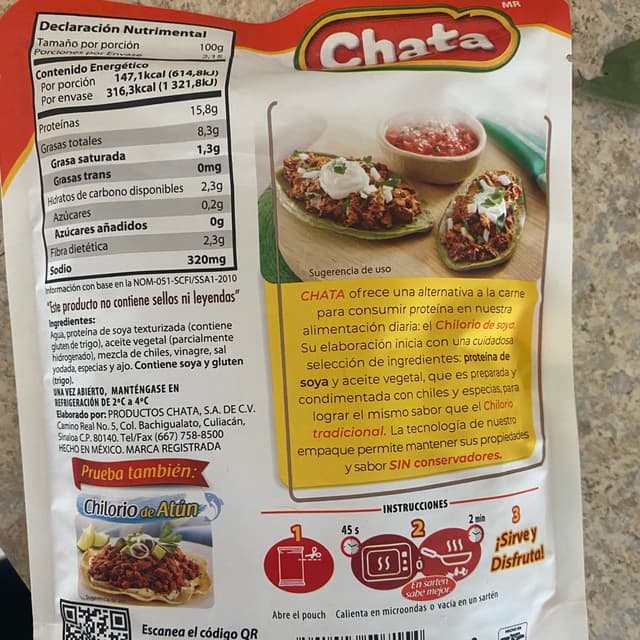 MR
Chata
Declaración Nutrimental
Tamaño por porción 100g
Porciones por Envase 3,15
Contenido Energético
Por porción 147,1kcal (614,8kJ)
Por envase 316,3kcal (1 321,8kJ)
Proteínas 15,8g
Grasas totales 8,3g
Grasa saturada 1,3g
Grasas trans 0mg
Hidratos de carbono disponibles 2,3g
Azúcares 0,2g
Azúcares añadidos 0g
Fibra dietética 2,3g
Sodio 320mg
Información con base en la NOM-051-SCFI/SSA1-2010
"Este producto no contiene sellos ni leyendas"
Ingredientes:
Agua, proteína de soya texturizada (contiene
gluten de trigo), aceite vegetal (parcialmente
hidrogenado), mezcla de chiles, vinagre, sal
yodada, especias y ajo. Contiene soya y gluten
(trigo).
UNA VEZ ABIERTO, MANTÉNGASE EN
REFRIGERACIÓN DE 2°C a 4°C
Elaborado por: PRODUCTOS CHATA, S.A. DE C.V.
Camino Real No. 5, Col. Bachigualato, Culiacán,
Sinaloa C.P. 80140. Tel/Fax (667) 758-8500
HECHO EN MÉXICO. MARCA REGISTRADA
Prueba también:
Chilorio de Atún
Escanea el código QR
Sugerencia de uso
CHATA ofrece una alternativa a la carne
para consumir proteína en nuestra
alimentación diaria: el Chilorio de soya.
Su elaboración inicia con una cuidadosa
selección de ingredientes: proteína de
soya y aceite vegetal, que es preparada y
condimentada con chiles y especias, para
lograr el mismo sabor que el Chilorio
tradicional. La tecnología de nuestro
empaque permite mantener sus propiedades
y sabor SIN conservadores.
INSTRUCCIONES
1
45 s
2
2 min
3
ó
En sartén
sabe mejor
¡Sirve y
Disfruta!
Abre el pouch
Calienta en microondas o vacía en un sartén